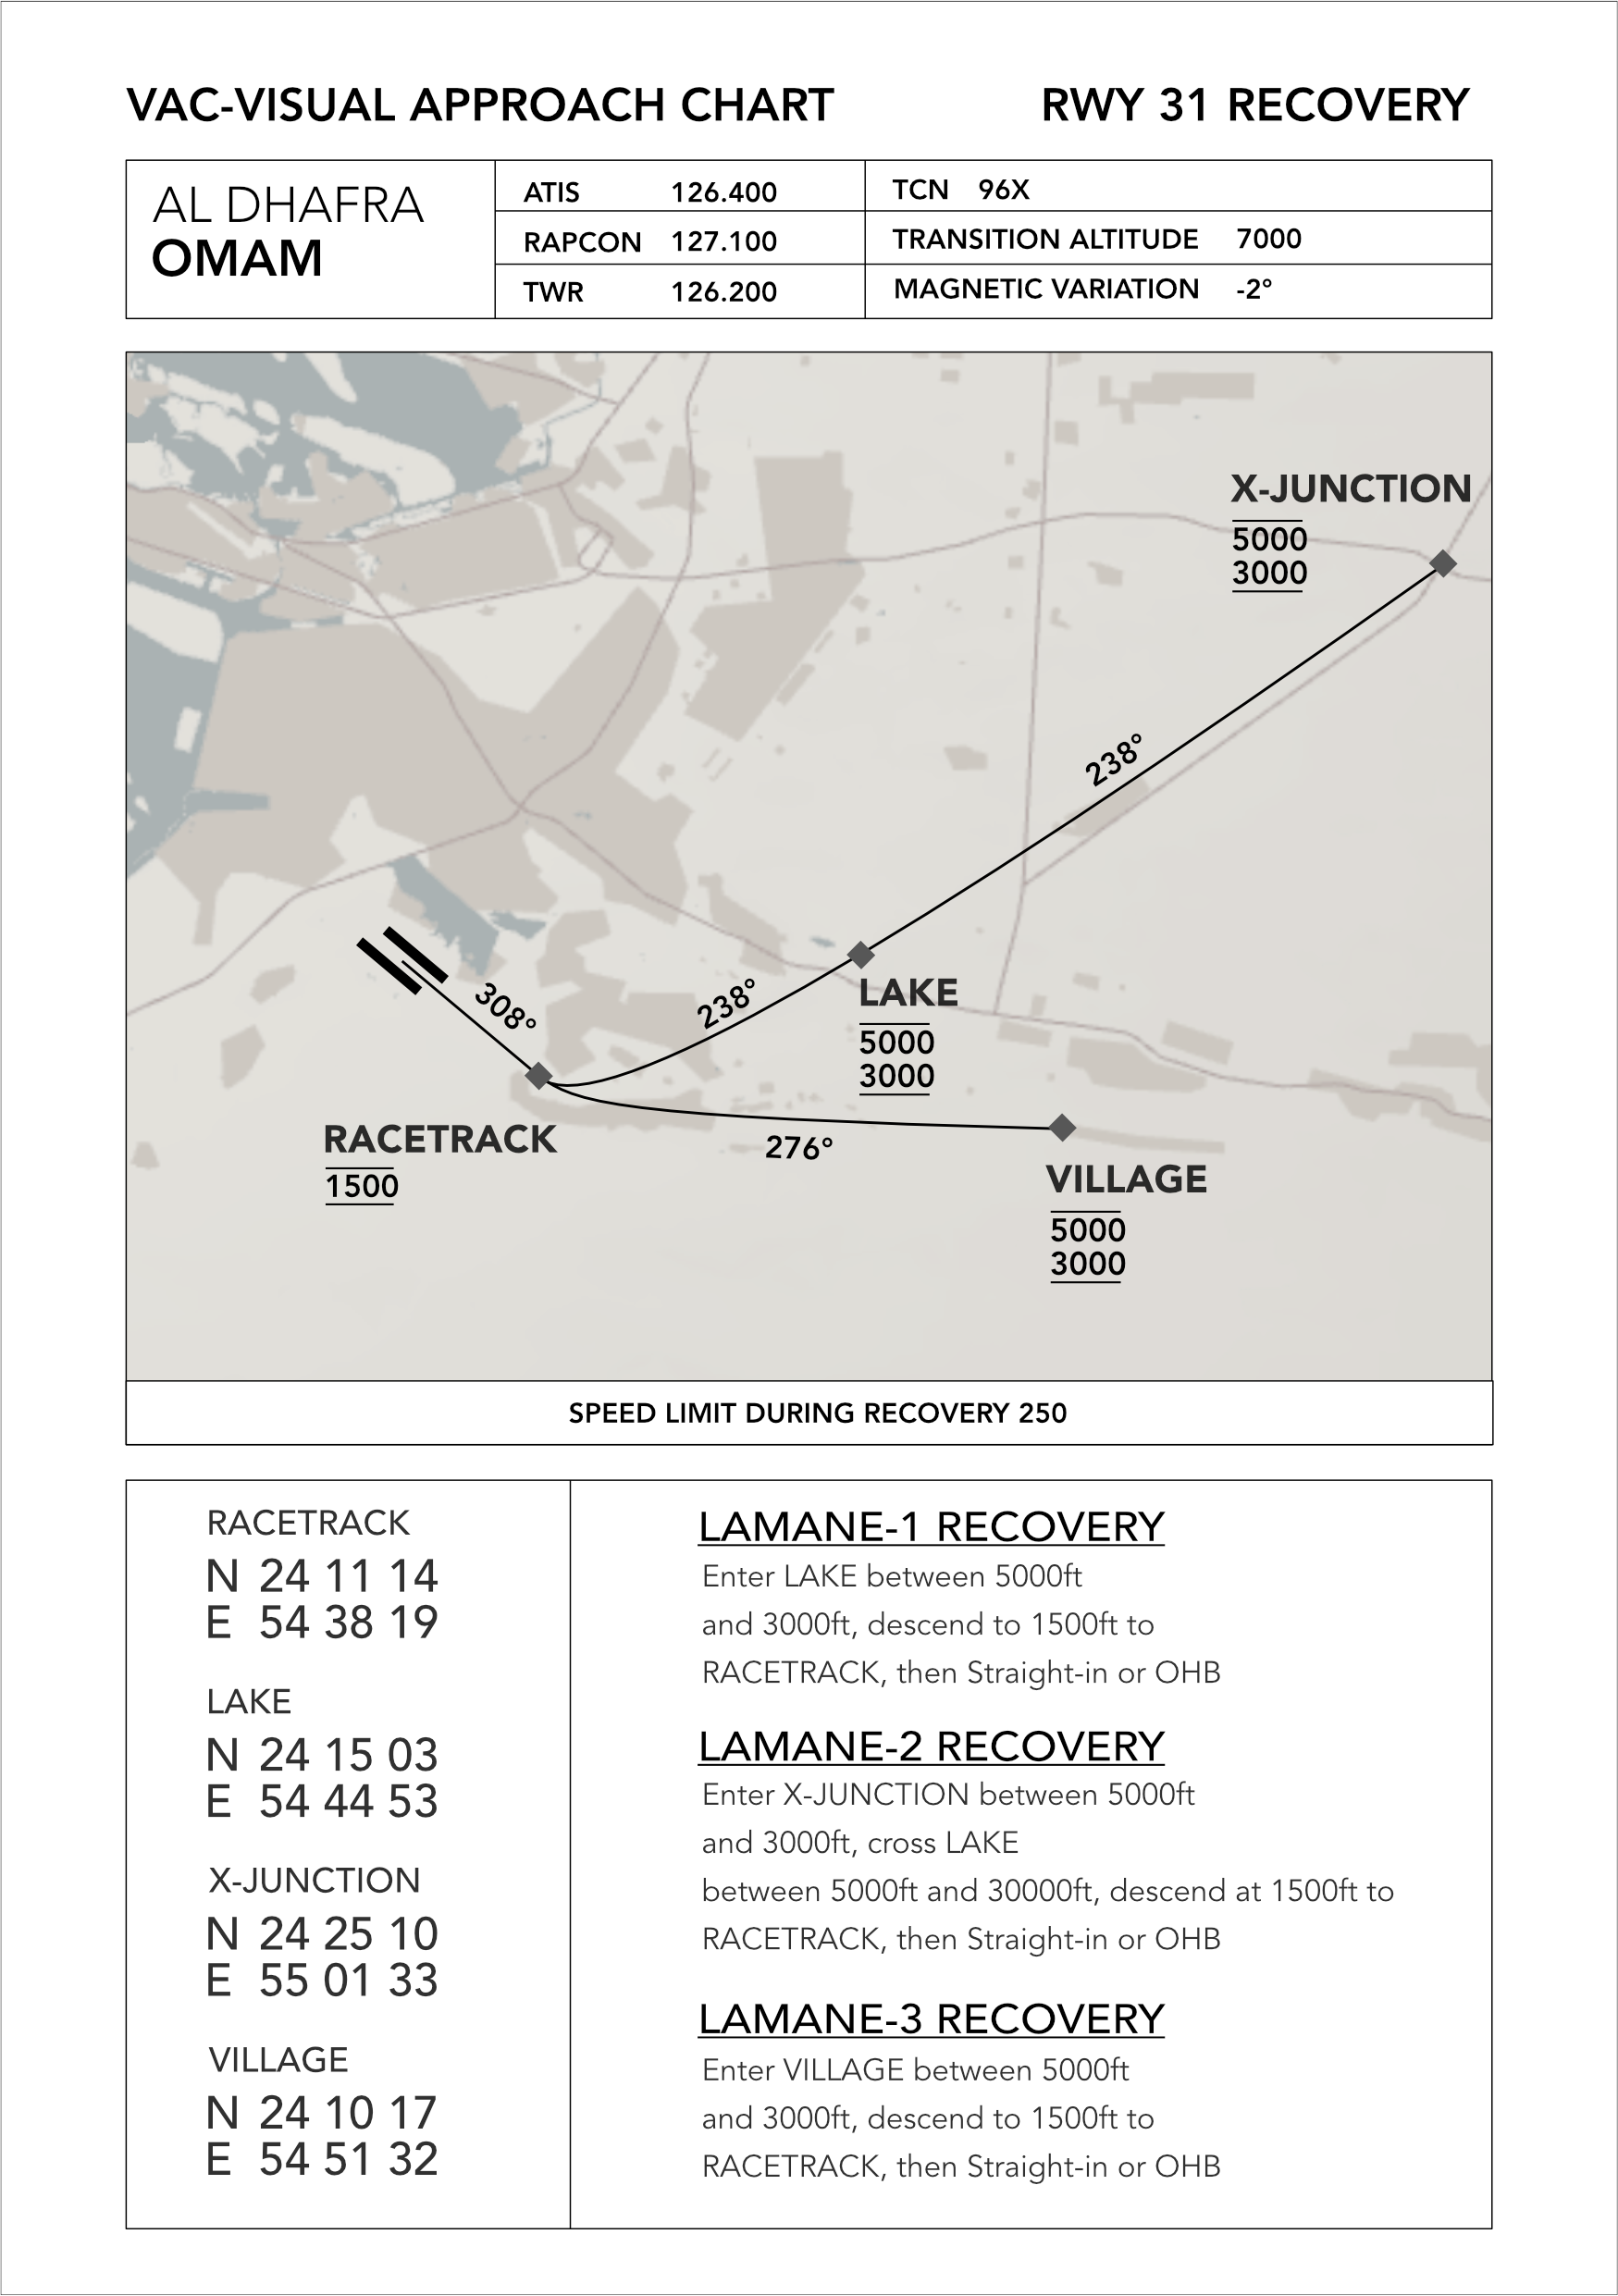 VAC-VISUAL APPROACH CHART
RWY 31 RECOVERY
AL DHAFRA
OMAM
ATIS 126.400
RAPCON 127.100
TWR 126.200
TCN 96X
TRANSITION ALTITUDE 7000
MAGNETIC VARIATION -2°
X-JUNCTION
5000
3000
238°
LAKE
5000
3000
238°
308°
RACETRACK
1500
276°
VILLAGE
5000
3000
SPEED LIMIT DURING RECOVERY 250
RACETRACK
N 24 11 14
E 54 38 19
LAKE
N 24 15 03
E 54 44 53
X-JUNCTION
N 24 25 10
E 55 01 33
VILLAGE
N 24 10 17
E 54 51 32
LAMANE-1 RECOVERY
Enter LAKE between 5000ft
and 3000ft, descend to 1500ft to
RACETRACK, then Straight-in or OHB
LAMANE-2 RECOVERY
Enter X-JUNCTION between 5000ft
and 3000ft, cross LAKE
between 5000ft and 30000ft, descend at 1500ft to
RACETRACK, then Straight-in or OHB
LAMANE-3 RECOVERY
Enter VILLAGE between 5000ft
and 3000ft, descend to 1500ft to
RACETRACK, then Straight-in or OHB